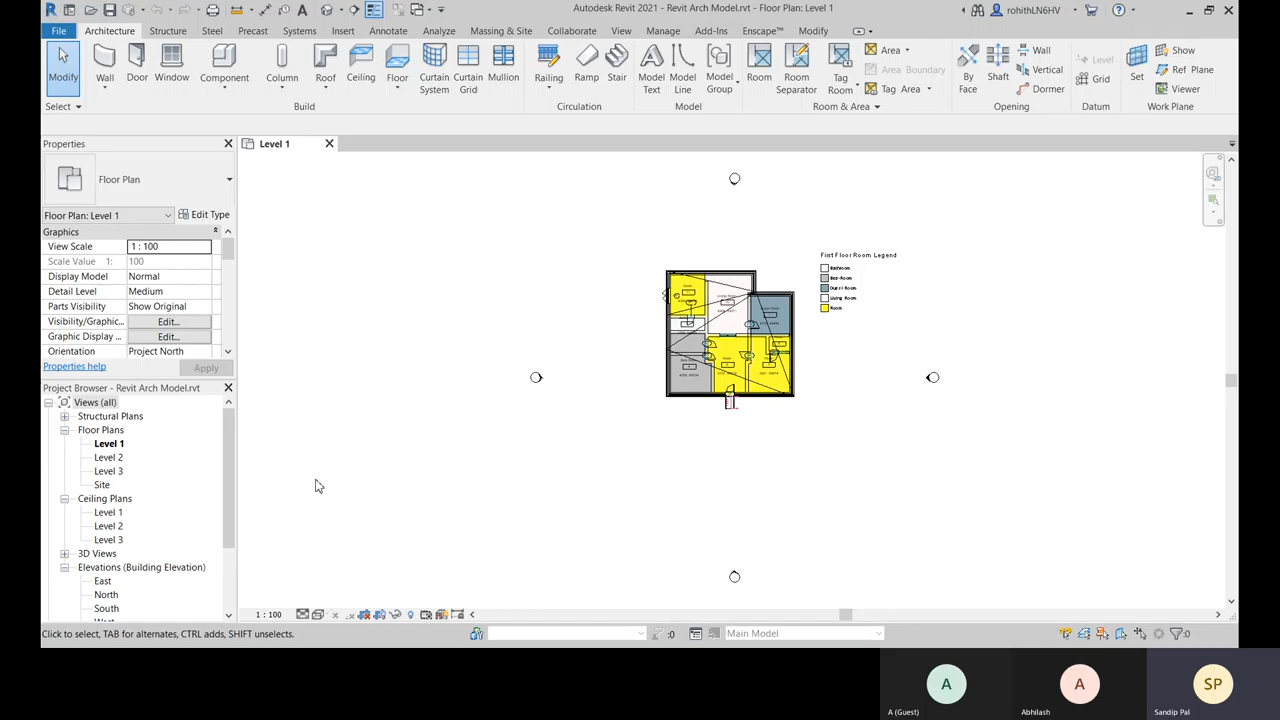 Autodesk Revit 2021 - Revit Arch Model.rvt - Floor Plan: Level 1
rohithLN6HV
File Architecture Structure Steel Precast Systems Insert Annotate Analyze Massing & Site Collaborate View Manage Add-Ins Enscape™ Modify
Modify Wall Door Window Component Column Roof Ceiling Floor Curtain System Curtain Grid Mullion Railing Ramp Stair Model Text Model Line Model Group Room Room Separator Tag Room
Area
Area Boundary
Tag Area
By Face Shaft
Wall
Vertical
Dormer
Level
Grid
Set
Show
Ref Plane
Viewer
Select Build Circulation Model Room & Area Opening Datum Work Plane
Properties
Level 1
Floor Plan
Floor Plan: Level 1 Edit Type
Graphics
View Scale 1 : 100
Scale Value 1: 100
Display Model Normal
Detail Level Medium
Parts Visibility Show Original
Visibility/Graphic... Edit...
Graphic Display ... Edit...
Orientation Project North
Properties help Apply
First Floor Room Legend
Bathroom
Bed-Room
Guest Room
Living Room
Room
Project Browser - Revit Arch Model.rvt
Views (all)
Structural Plans
Floor Plans
Level 1
Level 2
Level 3
Site
Ceiling Plans
Level 1
Level 2
Level 3
3D Views
Elevations (Building Elevation)
East
North
South
1 : 100
Click to select, TAB for alternates, CTRL adds, SHIFT unselects.
:0
Main Model
:0
A A SP
A (Guest) Abhilash Sandip Pal